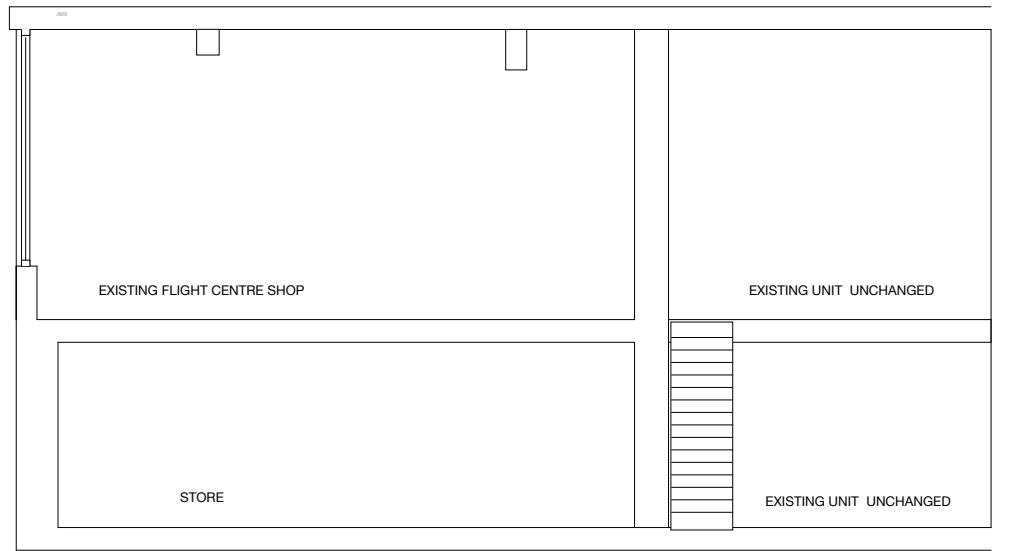 EXISTING FLIGHT CENTRE SHOP
EXISTING UNIT  UNCHANGED
STORE
EXISTING UNIT  UNCHANGED